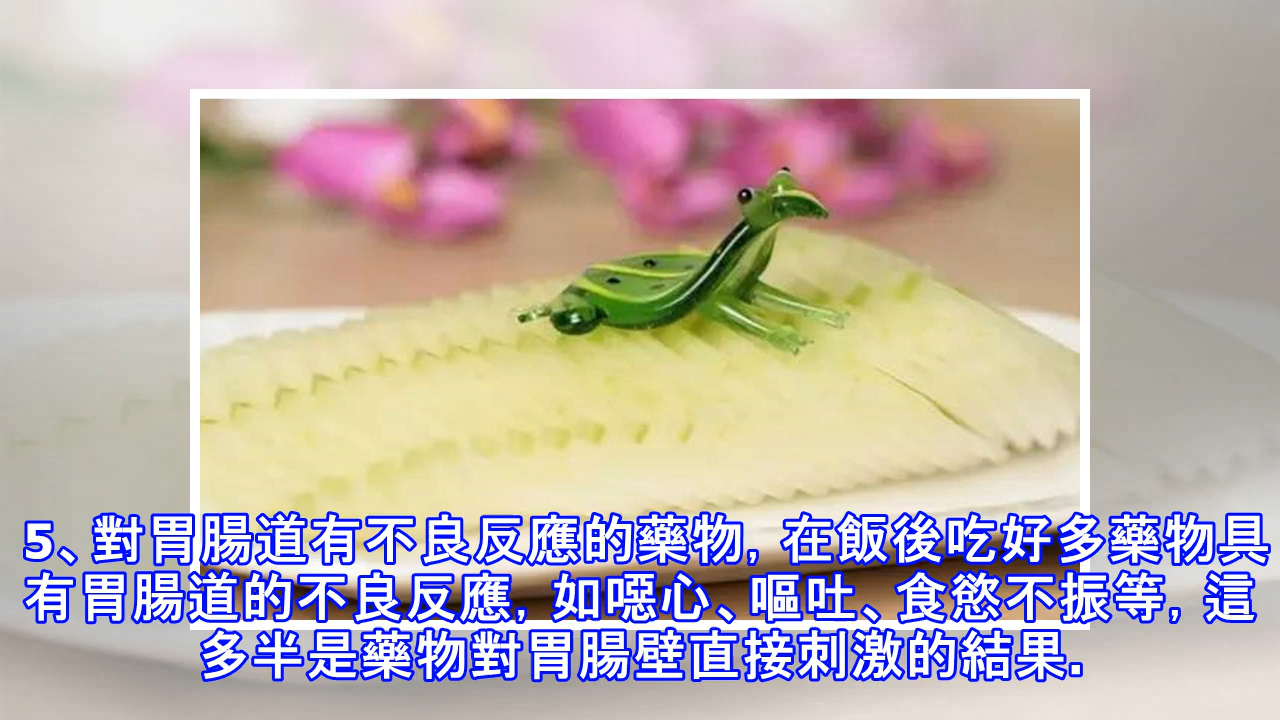 5、對胃腸道有不良反應的藥物, 在飯後吃好多藥物具
有胃腸道的不良反應, 如噁心、嘔吐、食慾不振等, 這
多半是藥物對胃腸壁直接刺激的結果.